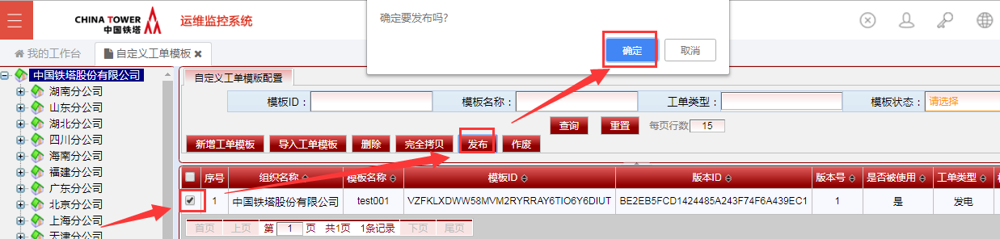 CHINA TOWER
中国铁塔
运维监控系统
确定要发布吗?
确定
取消
我的工作台
自定义工单模板
中国铁塔股份有限公司
湖南分公司
山东分公司
湖北分公司
四川分公司
海南分公司
福建分公司
广东分公司
北京分公司
上海分公司
天津分公司
自定义工单模版配置
模板ID：
模板名称：
工单类型：
模板状态： 请选择
查询 重置 每页行数 15
新增工单模板 导入工单模板 删除 完全拷贝 发布 作废
序号 组织名称 模板名称 模板ID 版本ID 版本号 是否被使用 工单类型
1 中国铁塔股份有限公司 test001 VZFKLXDWW58MVM2RYRRAY6TIO6Y6DIUT BE2EB5FCD1424485A243F74F6A439EC1 1 是 发电
首页 上页 第 1 页 共1页 1条记录 下页 尾页